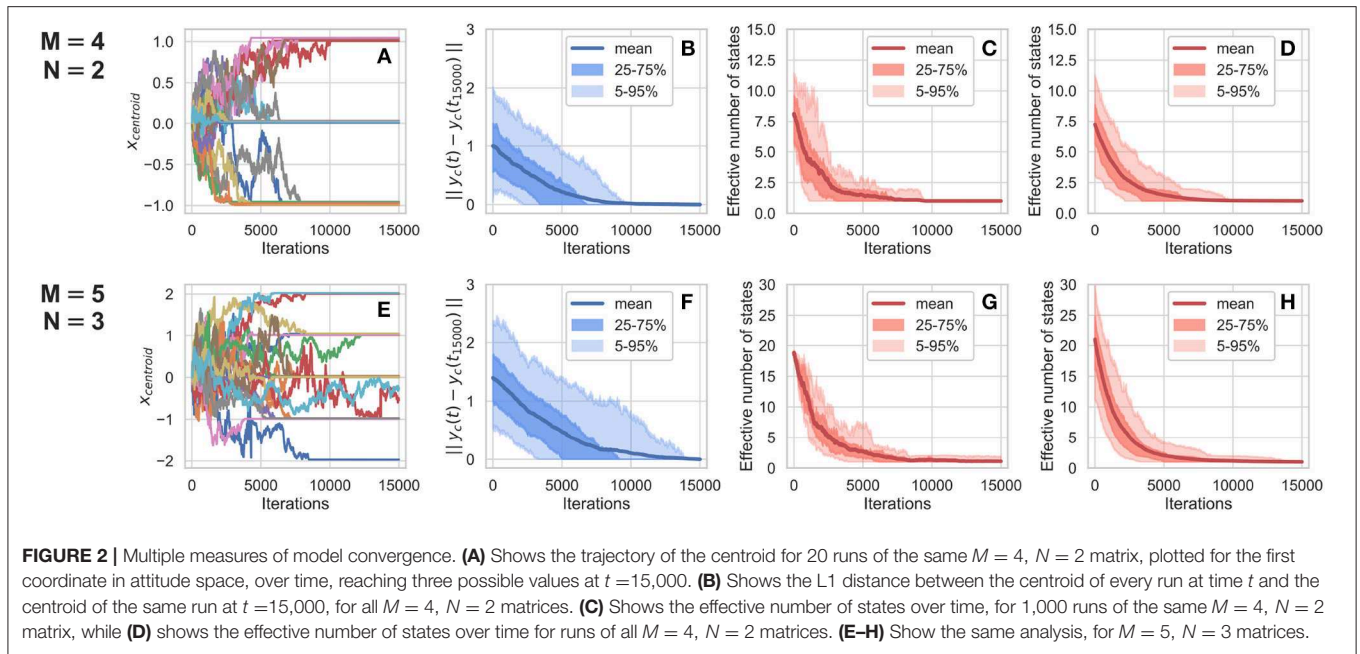 M = 4
N = 2
A
x_centroid
1.0
0.5
0.0
−0.5
−1.0
0
5000
10000
15000
Iterations
B
|| y_c(t) − y_c(t_15000) ||
3
2
1
0
mean
25-75%
5-95%
0
5000
10000
15000
Iterations
C
Effective number of states
15.0
12.5
10.0
7.5
5.0
2.5
0.0
mean
25-75%
5-95%
0
5000
10000
15000
Iterations
D
Effective number of states
15.0
12.5
10.0
7.5
5.0
2.5
0.0
mean
25-75%
5-95%
0
5000
10000
15000
Iterations
M = 5
N = 3
E
x_centroid
2
1
0
−1
−2
0
5000
10000
15000
Iterations
F
|| y_c(t) − y_c(t_15000) ||
3
2
1
0
mean
25-75%
5-95%
0
5000
10000
15000
Iterations
G
Effective number of states
30
25
20
15
10
5
0
mean
25-75%
5-95%
0
5000
10000
15000
Iterations
H
Effective number of states
30
25
20
15
10
5
0
mean
25-75%
5-95%
0
5000
10000
15000
Iterations
FIGURE 2 | Multiple measures of model convergence. (A) Shows the trajectory of the centroid for 20 runs of the same M = 4, N = 2 matrix, plotted for the first
coordinate in attitude space, over time, reaching three possible values at t =15,000. (B) Shows the L1 distance between the centroid of every run at time t and the
centroid of the same run at t =15,000, for all M = 4, N = 2 matrices. (C) Shows the effective number of states over time, for 1,000 runs of the same M = 4, N = 2
matrix, while (D) shows the effective number of states over time for runs of all M = 4, N = 2 matrices. (E–H) Show the same analysis, for M = 5, N = 3 matrices.